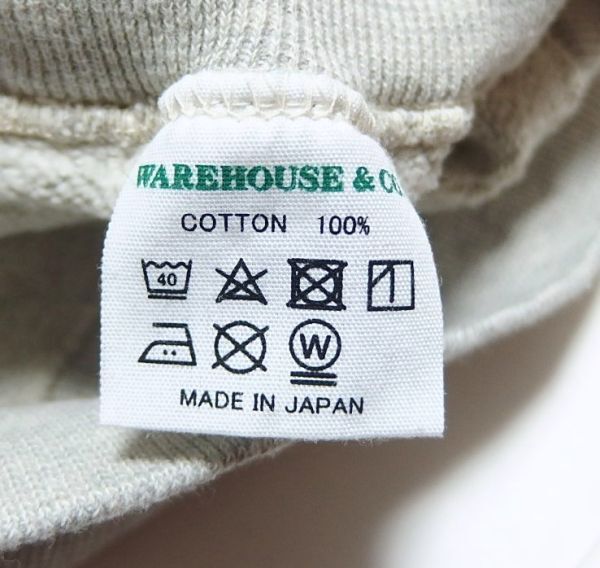 WAREHOUSE & CO
COTTON 100%
40
W
MADE IN JAPAN